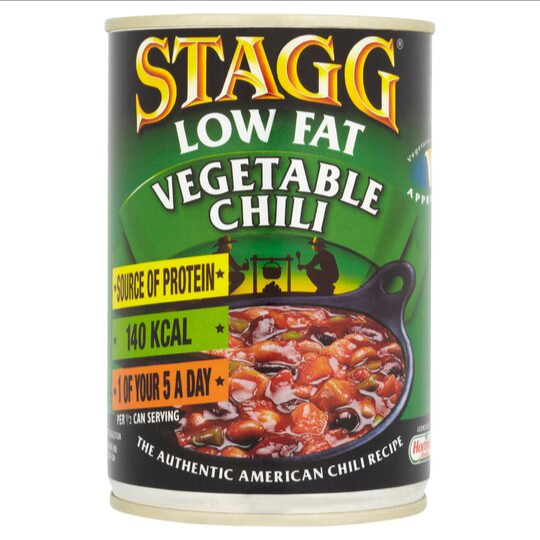 STAGG®
LOW FAT
VEGETABLE
CHILI
SOURCE OF PROTEIN
140 KCAL
1 OF YOUR 5 A DAY
PER ½ CAN SERVING
THE AUTHENTIC AMERICAN CHILI RECIPE